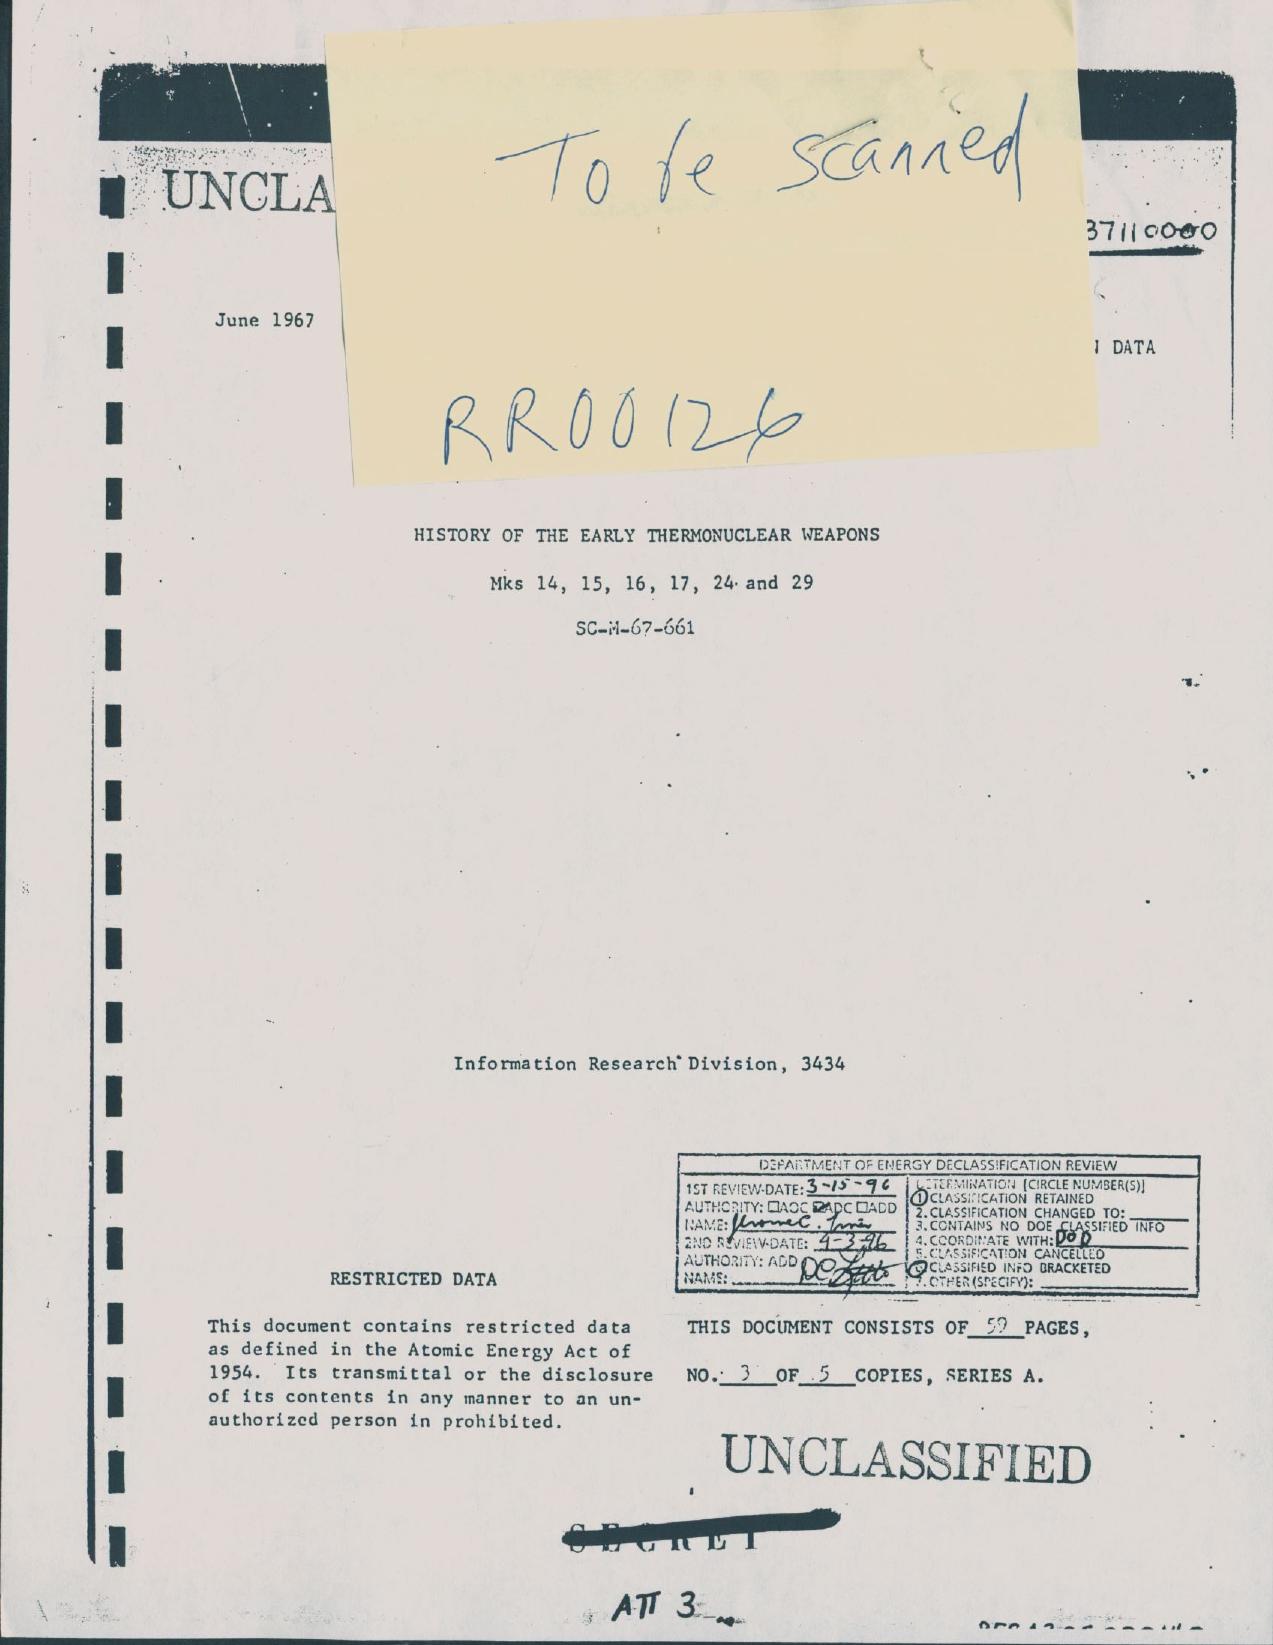 To be scanned
UNCLA
37110000
June 1967
DATA
RR00126
HISTORY OF THE EARLY THERMONUCLEAR WEAPONS
Mks 14, 15, 16, 17, 24 and 29
SC-M-67-661
Information Research Division, 3434
DEPARTMENT OF ENERGY DECLASSIFICATION REVIEW
1ST REVIEW-DATE: 3-15-96
AUTHORITY: ☐AOC ☑ADC ☐ADD
NAME:
2ND REVIEW-DATE: 9-3-96
AUTHORITY: ADD
NAME:
DETERMINATION [CIRCLE NUMBER(S)]
1 CLASSIFICATION RETAINED
2. CLASSIFICATION CHANGED TO:
3. CONTAINS NO DOE CLASSIFIED INFO
4. COORDINATE WITH: DOD
5. CLASSIFICATION CANCELLED
6 CLASSIFIED INFO BRACKETED
7. OTHER (SPECIFY):
RESTRICTED DATA
This document contains restricted data
as defined in the Atomic Energy Act of
1954. Its transmittal or the disclosure
of its contents in any manner to an un-
authorized person in prohibited.
THIS DOCUMENT CONSISTS OF 59 PAGES,
NO. 3 OF 5 COPIES, SERIES A.
UNCLASSIFIED
SECRET
ATT 3